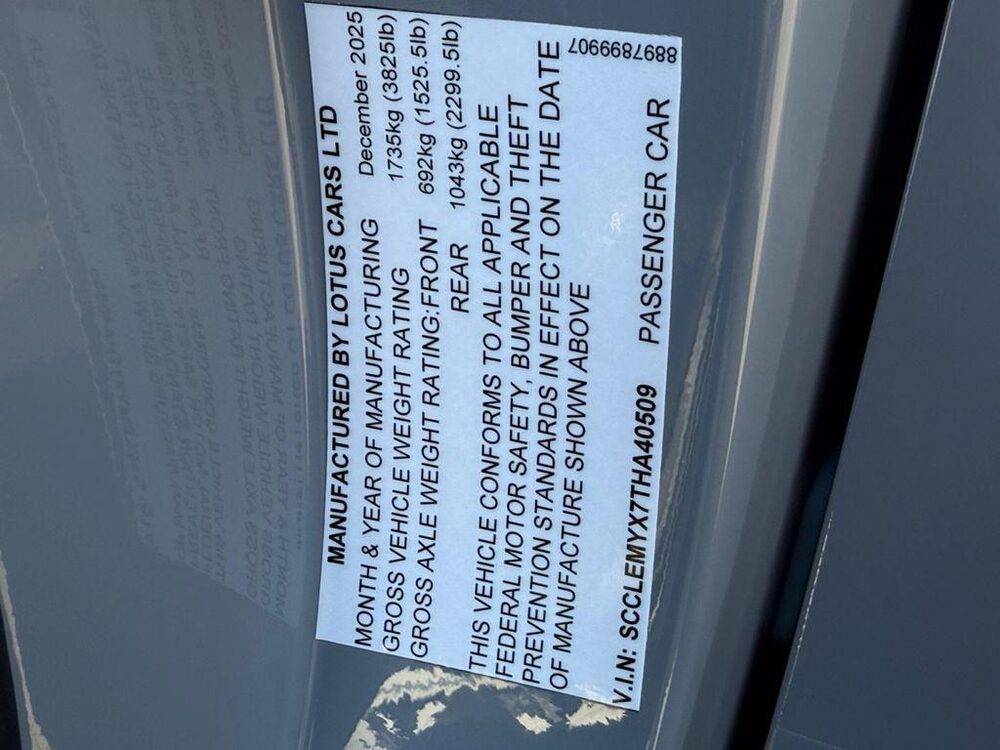 MANUFACTURED BY LOTUS CARS LTD
MONTH & YEAR OF MANUFACTURING December 2025
GROSS VEHICLE WEIGHT RATING 1735kg (3825lb)
GROSS AXLE WEIGHT RATING:FRONT 692kg (1525.5lb)
REAR 1043kg (2299.5lb)
THIS VEHICLE CONFORMS TO ALL APPLICABLE
FEDERAL MOTOR SAFETY, BUMPER AND THEFT
PREVENTION STANDARDS IN EFFECT ON THE DATE
OF MANUFACTURE SHOWN ABOVE
V.I.N: SCCLEMYX7THA40509 PASSENGER CAR
8897899907